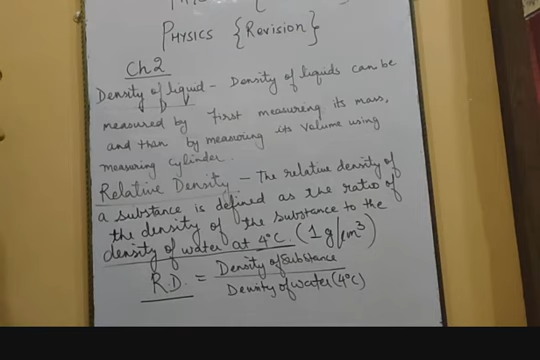 Physics {Revision}
Ch 2
Density of liquid - Density of liquids can be
measured by first measuring its mass,
and then by measuring its volume using
measuring cylinder.
Relative Density - The relative density of
a substance is defined as the ratio of
the density of the substance to the
density of water at 4°C. (1 g/cm³)
R.D. = Density of Substance
Density of water (4°C)